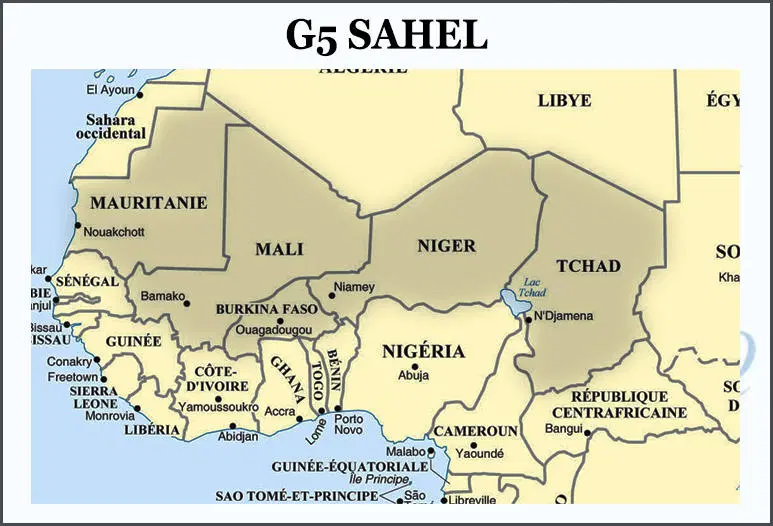 G5 SAHEL
ALGÉRIE
El Ayoun
LIBYE
ÉGY
Sahara
occidental
MAURITANIE
Nouakchott
MALI
NIGER
TCHAD
SO
Kha
kar
SÉNÉGAL
BIE
anjul
Bamako
BURKINA FASO
Ouagadougou
Niamey
Lac
Tchad
N'Djamena
Bissau
ISSAU
GUINÉE
Conakry
Freetown
SIERRA
LEONE
Monrovia
LIBÉRIA
CÔTE-
D'IVOIRE
Yamoussoukro
Abidjan
GHANA
Accra
TOGO
Lomé
BÉNIN
Porto
Novo
NIGÉRIA
Abuja
CAMEROUN
Yaoundé
RÉPUBLIQUE
CENTRAFRICAINE
Bangui
SO
D
Malabo
GUINÉE-ÉQUATORIALE
Île Principe
SAO TOMÉ-ET-PRINCIPE
São
Libreville